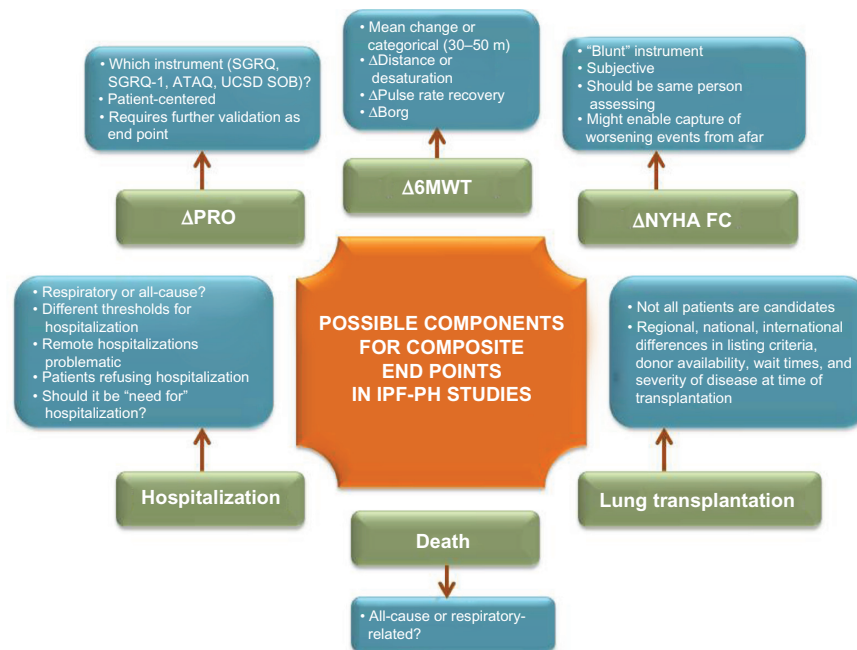 • Which instrument (SGRQ,
SGRQ-1, ATAQ, UCSD SOB)?
• Patient-centered
• Requires further validation as
end point
ΔPRO
• Mean change or
categorical (30–50 m)
• ΔDistance or
desaturation
• ΔPulse rate recovery
• ΔBorg
Δ6MWT
• “Blunt” instrument
• Subjective
• Should be same person
assessing
• Might enable capture of
worsening events from afar
ΔNYHA FC
• Respiratory or all-cause?
• Different thresholds for
hospitalization
• Remote hospitalizations
problematic
• Patients refusing hospitalization
• Should it be “need for”
hospitalization?
Hospitalization
POSSIBLE COMPONENTS
FOR COMPOSITE
END POINTS
IN IPF-PH STUDIES
• Not all patients are candidates
• Regional, national, international
differences in listing criteria,
donor availability, wait times, and
severity of disease at time of
transplantation
Lung transplantation
Death
• All-cause or respiratory-
related?